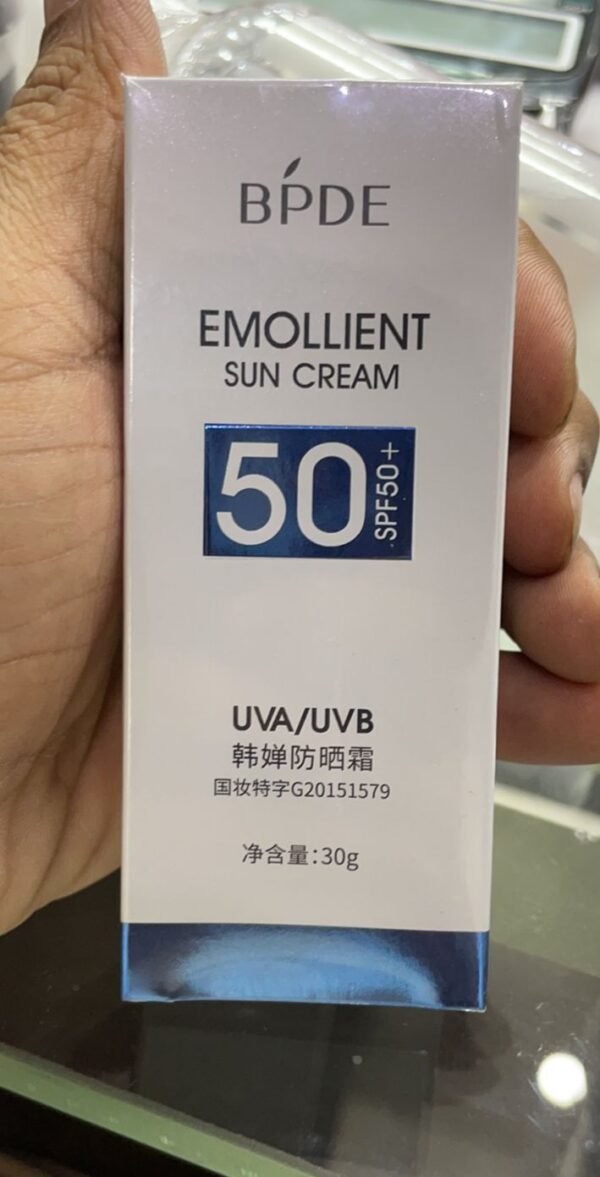 BPDE
EMOLLIENT
SUN CREAM
50
SPF50+
UVA/UVB
韩婵防晒霜
国妆特字G20151579
净含量:30g